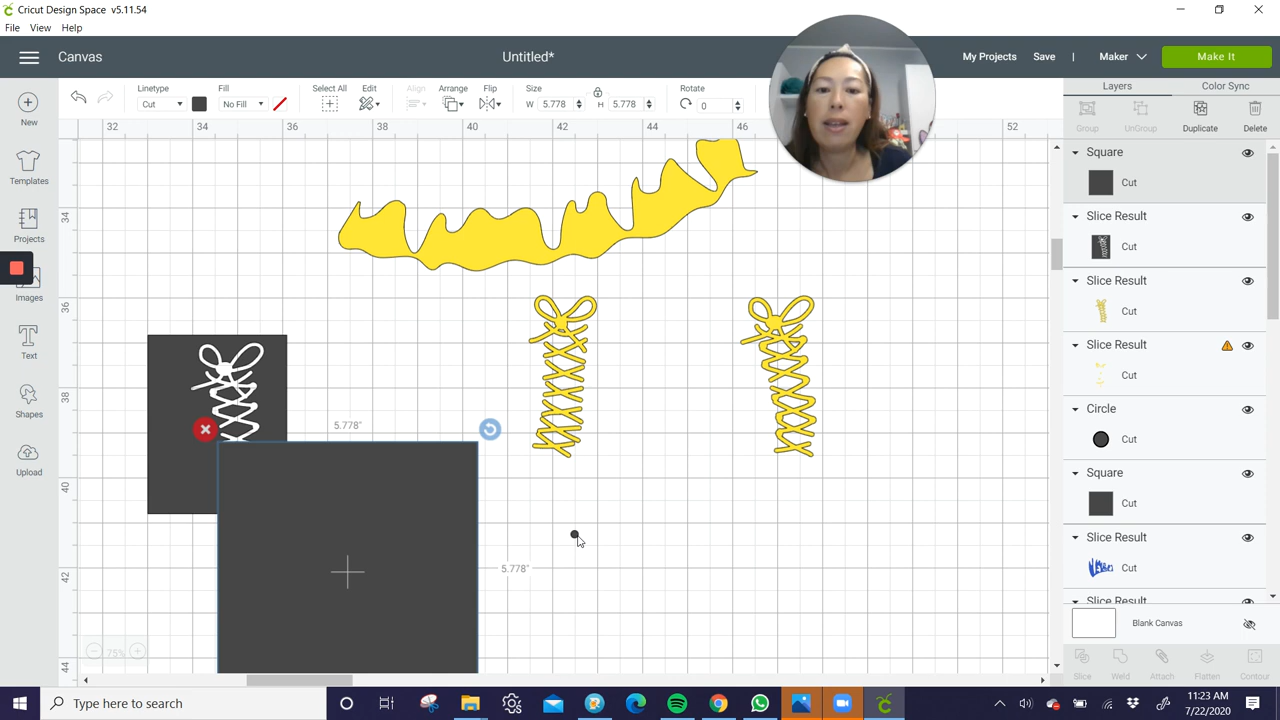 Cricut Design Space v5.11.54
File View Help
Canvas
Untitled*
My Projects Save | Maker Make It
New
Templates
Projects
Images
Text
Shapes
Upload
Linetype
Cut
Fill
No Fill
Select All
Edit
Align
Arrange
Flip
Size
W 5.778 H 5.778
Rotate
0
32 34 36 38 40 42 44 46 52
34
36
38
40
42
44
5.778"
5.778"
75%
Layers Color Sync
Group UnGroup Duplicate Delete
Square
Cut
Slice Result
Cut
Slice Result
Cut
Slice Result
Cut
Circle
Cut
Square
Cut
Slice Result
Cut
Slice Result
Blank Canvas
Slice Weld Attach Flatten Contour
Type here to search
11:23 AM
7/22/2020